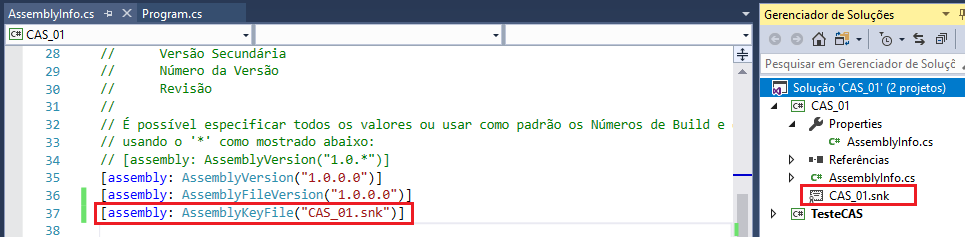 AssemblyInfo.cs Program.cs
CAS_01
28 // Versão Secundária
29 // Número da Versão
30 // Revisão
31 //
32 // É possível especificar todos os valores ou usar como padrão os Números de Build e
33 // usando o '*' como mostrado abaixo:
34 // [assembly: AssemblyVersion("1.0.*")]
35 [assembly: AssemblyVersion("1.0.0.0")]
36 [assembly: AssemblyFileVersion("1.0.0.0")]
37 [assembly: AssemblyKeyFile("CAS_01.snk")]
38
Gerenciador de Soluções
Pesquisar em Gerenciador de Soluçõ
Solução 'CAS_01' (2 projetos)
C# CAS_01
Properties
C# AssemblyInfo.cs
Referências
C# AssemblyInfo.cs
CAS_01.snk
C# TesteCAS